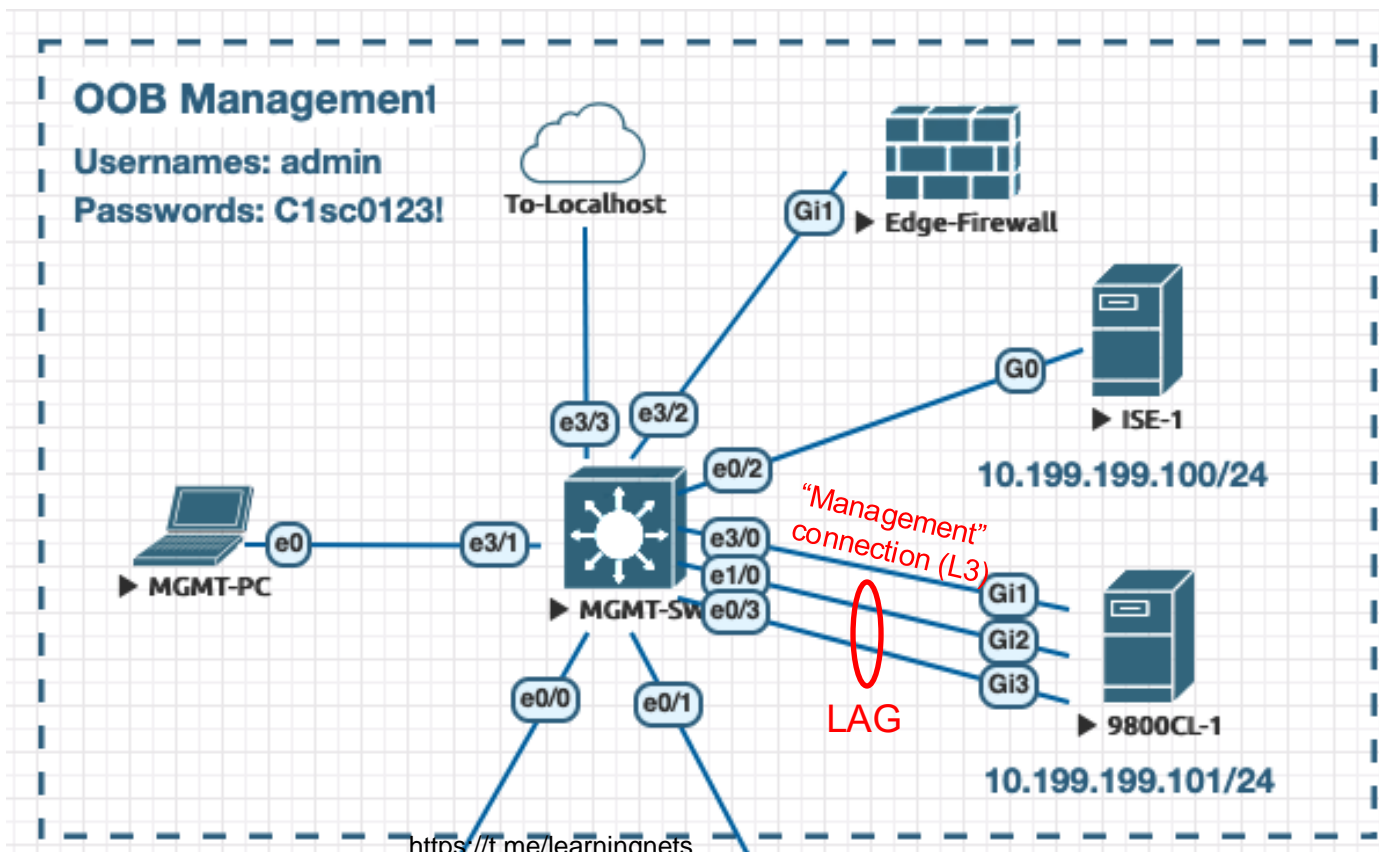 OOB Management
Usernames: admin
Passwords: C1sc0123!
To-Localhost
Gi1
Edge-Firewall
G0
ISE-1
10.199.199.100/24
e3/3
e3/2
e0/2
"Management"
connection (L3)
e0
e3/1
MGMT-PC
e3/0
e1/0
e0/3
MGMT-SW
Gi1
Gi2
Gi3
LAG
9800CL-1
10.199.199.101/24
e0/0
e0/1
https://t.me/learningnets